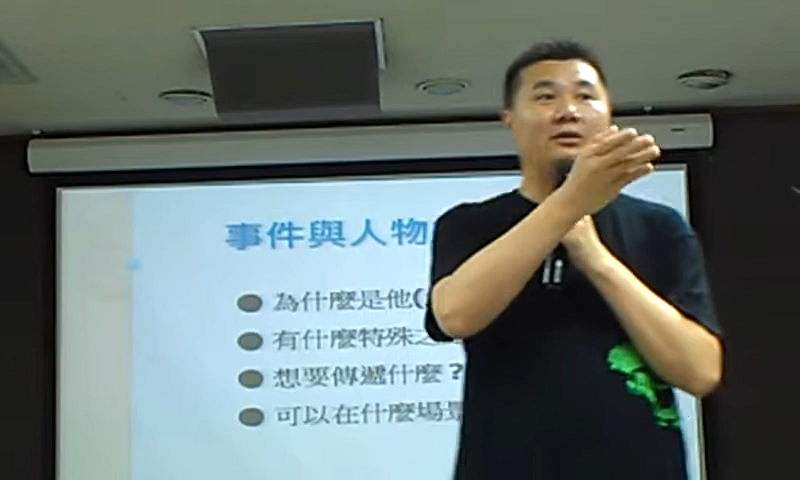 事件與人物
為什麼是他(
有什麼特殊之
想要傳遞什麼？
可以在什麼場